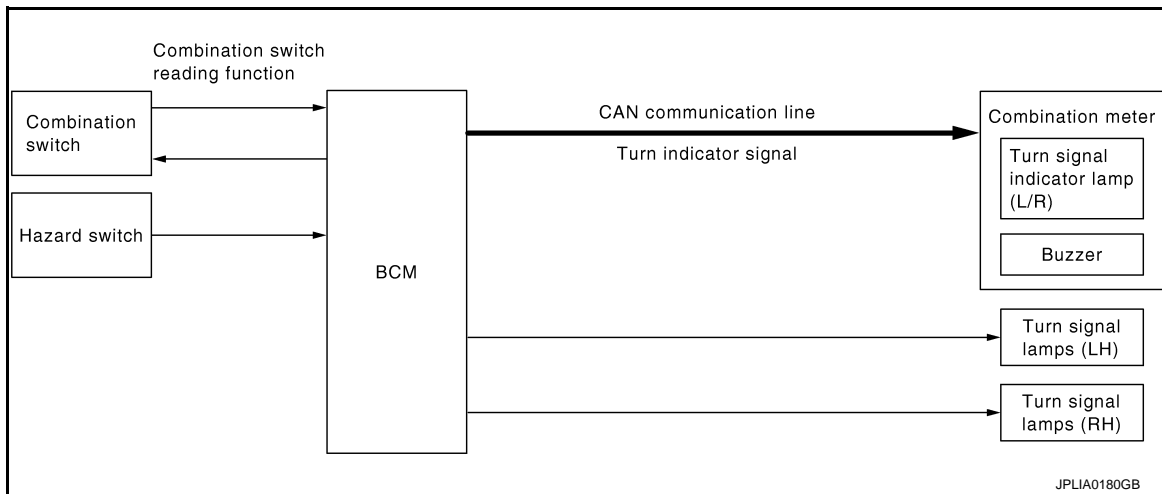 Combination switch
reading function
Combination
switch
Hazard switch
BCM
CAN communication line
Turn indicator signal
Combination meter
Turn signal
indicator lamp
(L/R)
Buzzer
Turn signal
lamps (LH)
Turn signal
lamps (RH)
JPLIA0180GB